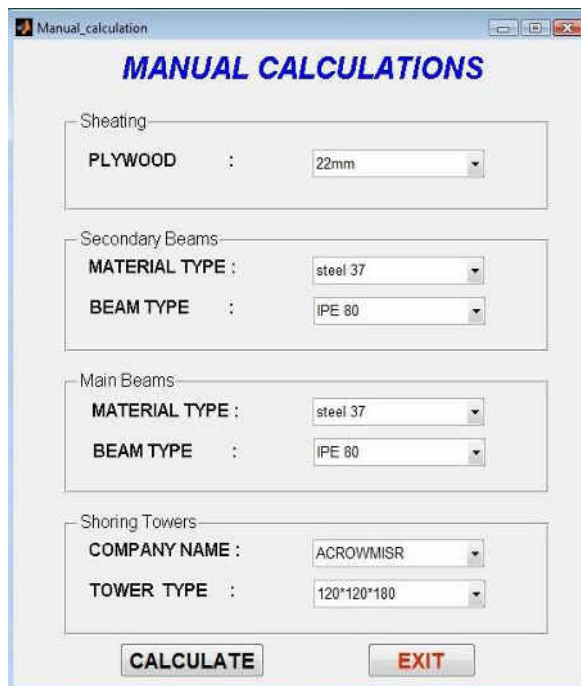 Manual_calculation
MANUAL CALCULATIONS
Sheating
PLYWOOD : 22mm
Secondary Beams
MATERIAL TYPE : steel 37
BEAM TYPE : IPE 80
Main Beams
MATERIAL TYPE : steel 37
BEAM TYPE : IPE 80
Shoring Towers
COMPANY NAME : ACROWMISR
TOWER TYPE : 120*120*180
CALCULATE EXIT